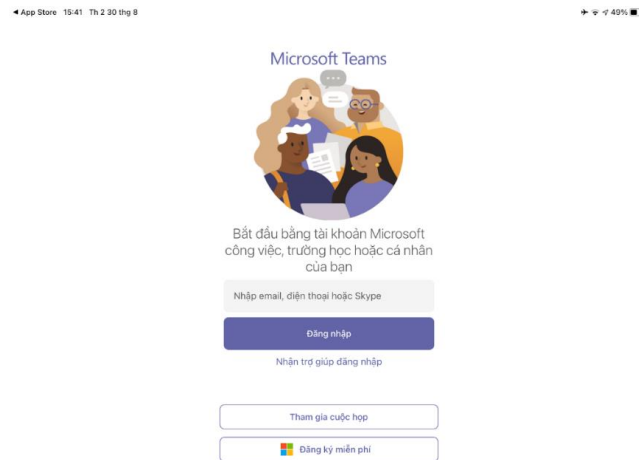 ◄ App Store 15:41 Th 2 30 thg 8 49%
Microsoft Teams
Bắt đầu bằng tài khoản Microsoft
công việc, trường học hoặc cá nhân
của bạn
Nhập email, điện thoại hoặc Skype
Đăng nhập
Nhận trợ giúp đăng nhập
Tham gia cuộc họp
Đăng ký miễn phí